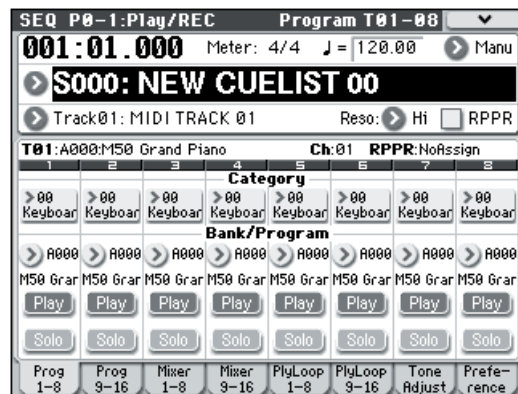 SEQ P0-1:Play/REC Program T01-08
001:01.000 Meter: 4/4 ♩= 120.00 Manu
S000: NEW CUELIST 00
Track01: MIDI TRACK 01 Reso: Hi RPPR
T01:A000:M50 Grand Piano Ch:01 RPPR:NoAssign
1 2 3 4 5 6 7 8
Category
>00 >00 >00 >00 >00 >00 >00 >00
Keyboar Keyboar Keyboar Keyboar Keyboar Keyboar Keyboar Keyboar
Bank/Program
A000 A000 A000 A000 A000 A000 A000 A000
M50 Grar M50 Grar M50 Grar M50 Grar M50 Grar M50 Grar M50 Grar M50 Grar
Play Play Play Play Play Play Play Play
Solo Solo Solo Solo Solo Solo Solo Solo
Prog Prog Mixer Mixer PlyLoop PlyLoop Tone Prefe-
1-8 9-16 1-8 9-16 1-8 9-16 Adjust rence